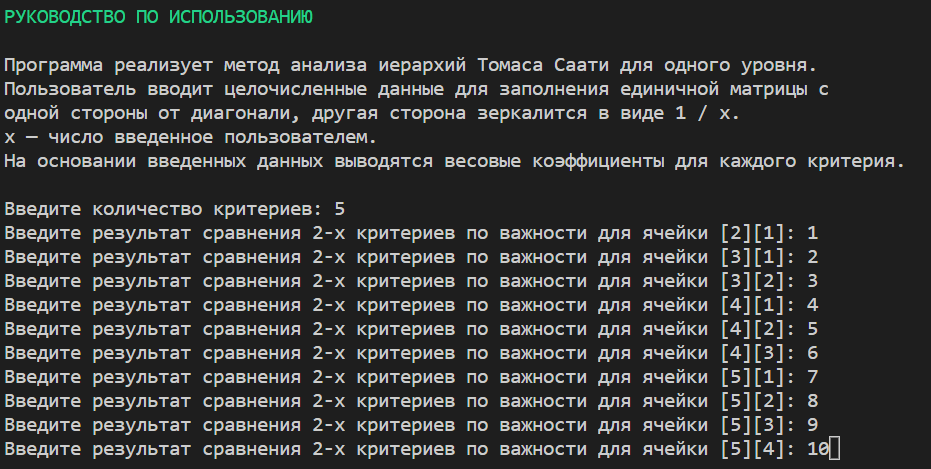 РУКОВОДСТВО ПО ИСПОЛЬЗОВАНИЮ
Программа реализует метод анализа иерархий Томаса Саати для одного уровня.
Пользователь вводит целочисленные данные для заполнения единичной матрицы с
одной стороны от диагонали, другая сторона зеркалится в виде 1 / x.
x — число введенное пользователем.
На основании введенных данных выводятся весовые коэффициенты для каждого критерия.
Введите количество критериев: 5
Введите результат сравнения 2-х критериев по важности для ячейки [2][1]: 1
Введите результат сравнения 2-х критериев по важности для ячейки [3][1]: 2
Введите результат сравнения 2-х критериев по важности для ячейки [3][2]: 3
Введите результат сравнения 2-х критериев по важности для ячейки [4][1]: 4
Введите результат сравнения 2-х критериев по важности для ячейки [4][2]: 5
Введите результат сравнения 2-х критериев по важности для ячейки [4][3]: 6
Введите результат сравнения 2-х критериев по важности для ячейки [5][1]: 7
Введите результат сравнения 2-х критериев по важности для ячейки [5][2]: 8
Введите результат сравнения 2-х критериев по важности для ячейки [5][3]: 9
Введите результат сравнения 2-х критериев по важности для ячейки [5][4]: 10